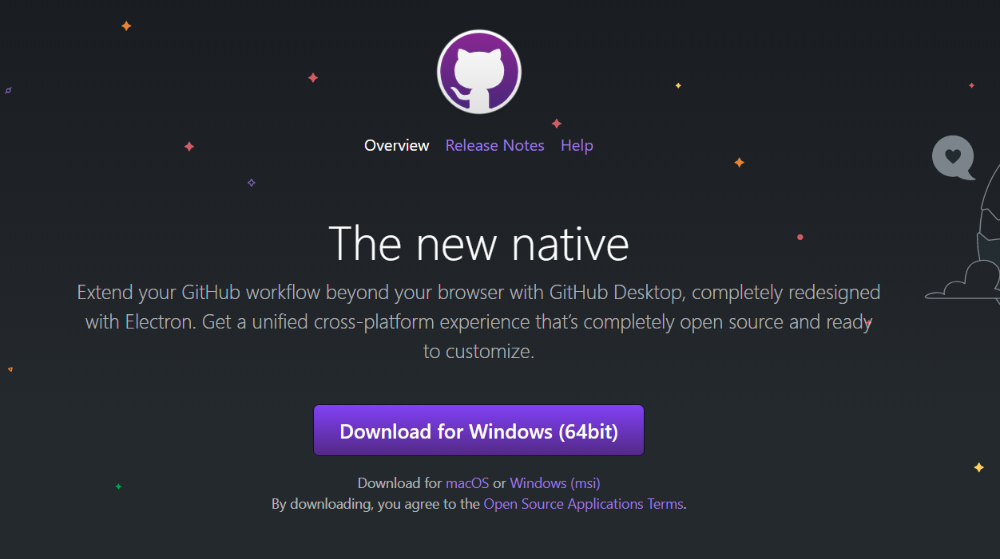 Overview Release Notes Help
The new native
Extend your GitHub workflow beyond your browser with GitHub Desktop, completely redesigned
with Electron. Get a unified cross-platform experience that’s completely open source and ready
to customize.
Download for Windows (64bit)
Download for macOS or Windows (msi)
By downloading, you agree to the Open Source Applications Terms.